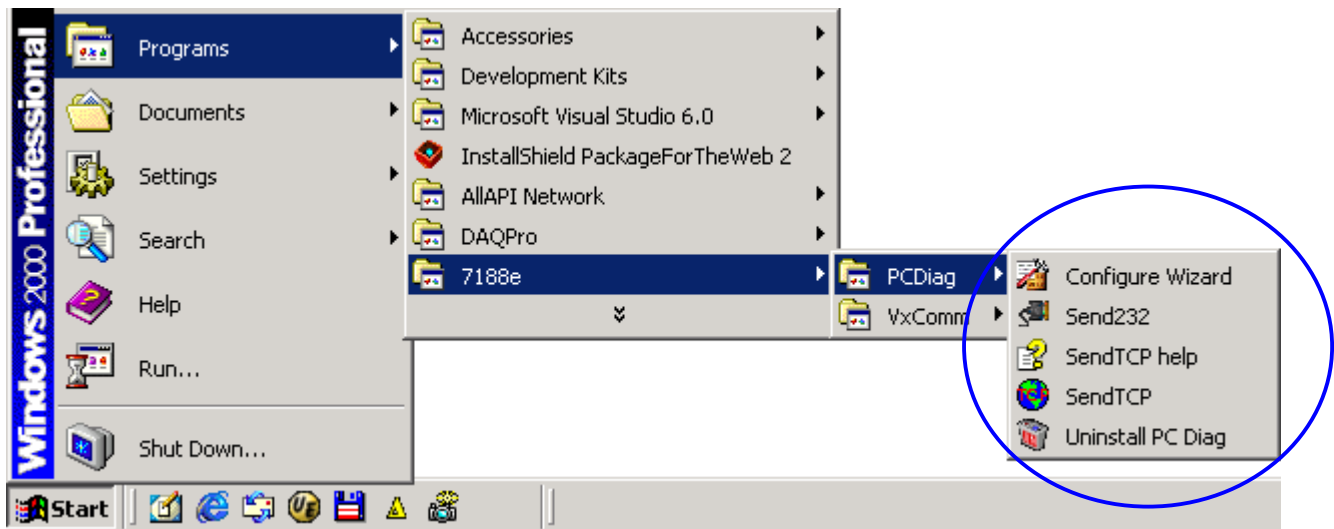 Windows 2000 Professional
Programs
Documents
Settings
Search
Help
Run...
Shut Down...
Start
Accessories
Development Kits
Microsoft Visual Studio 6.0
InstallShield PackageForTheWeb 2
AllAPI Network
DAQPro
7188e
PCDiag
VxComm
Configure Wizard
Send232
SendTCP help
SendTCP
Uninstall PC Diag